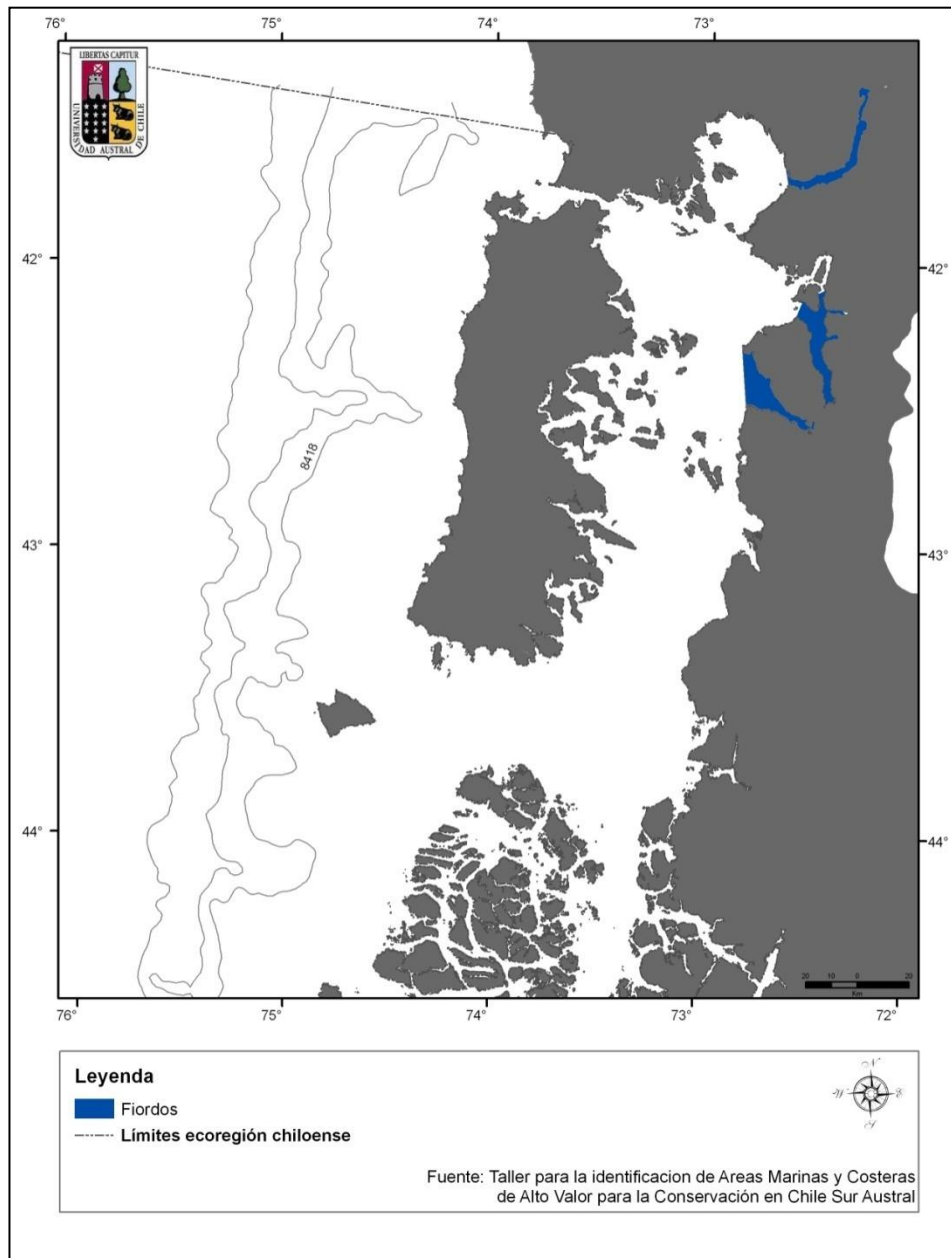 76°
75°
74°
73°
LIBERTAS CAPITUR
UNIVERSIDAD AUSTRAL DE CHILE
42°
42°
8418
43°
43°
44°
44°
20 10 0 20
Km
76°
75°
74°
73°
72°
Leyenda
Fiordos
Límites ecoregión chiloense
N
W
E
S
Fuente: Taller para la identificacion de Areas Marinas y Costeras
de Alto Valor para la Conservación en Chile Sur Austral